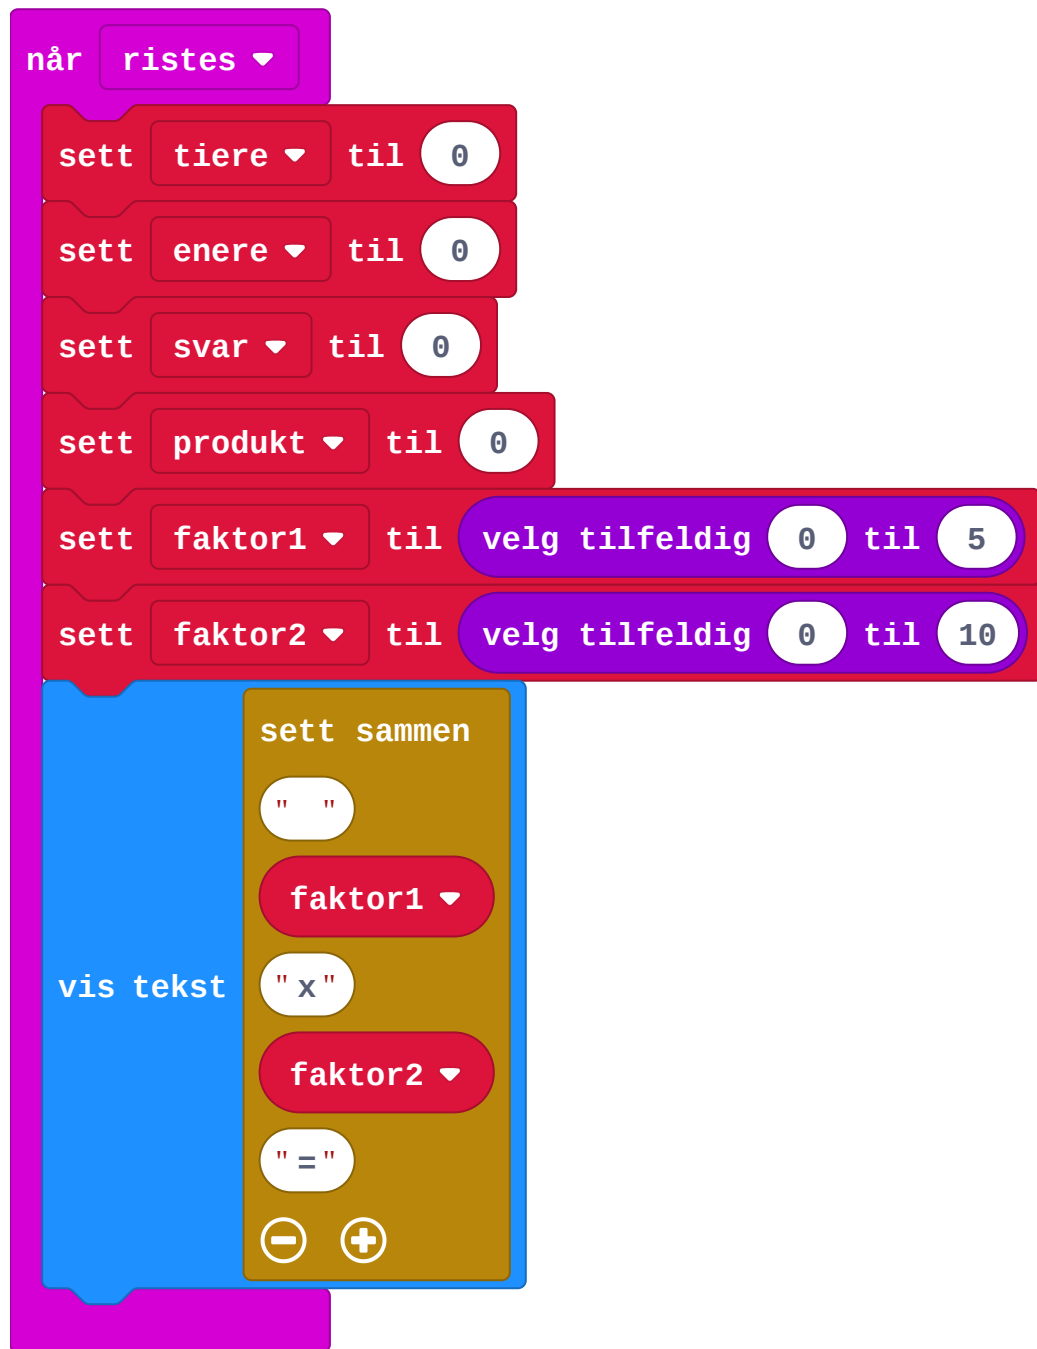 når ristes
sett tiere til 0
sett enere til 0
sett svar til 0
sett produkt til 0
sett faktor1 til velg tilfeldig 0 til 5
sett faktor2 til velg tilfeldig 0 til 10
sett sammen
" "
faktor1
"x"
vis tekst
faktor2
"="